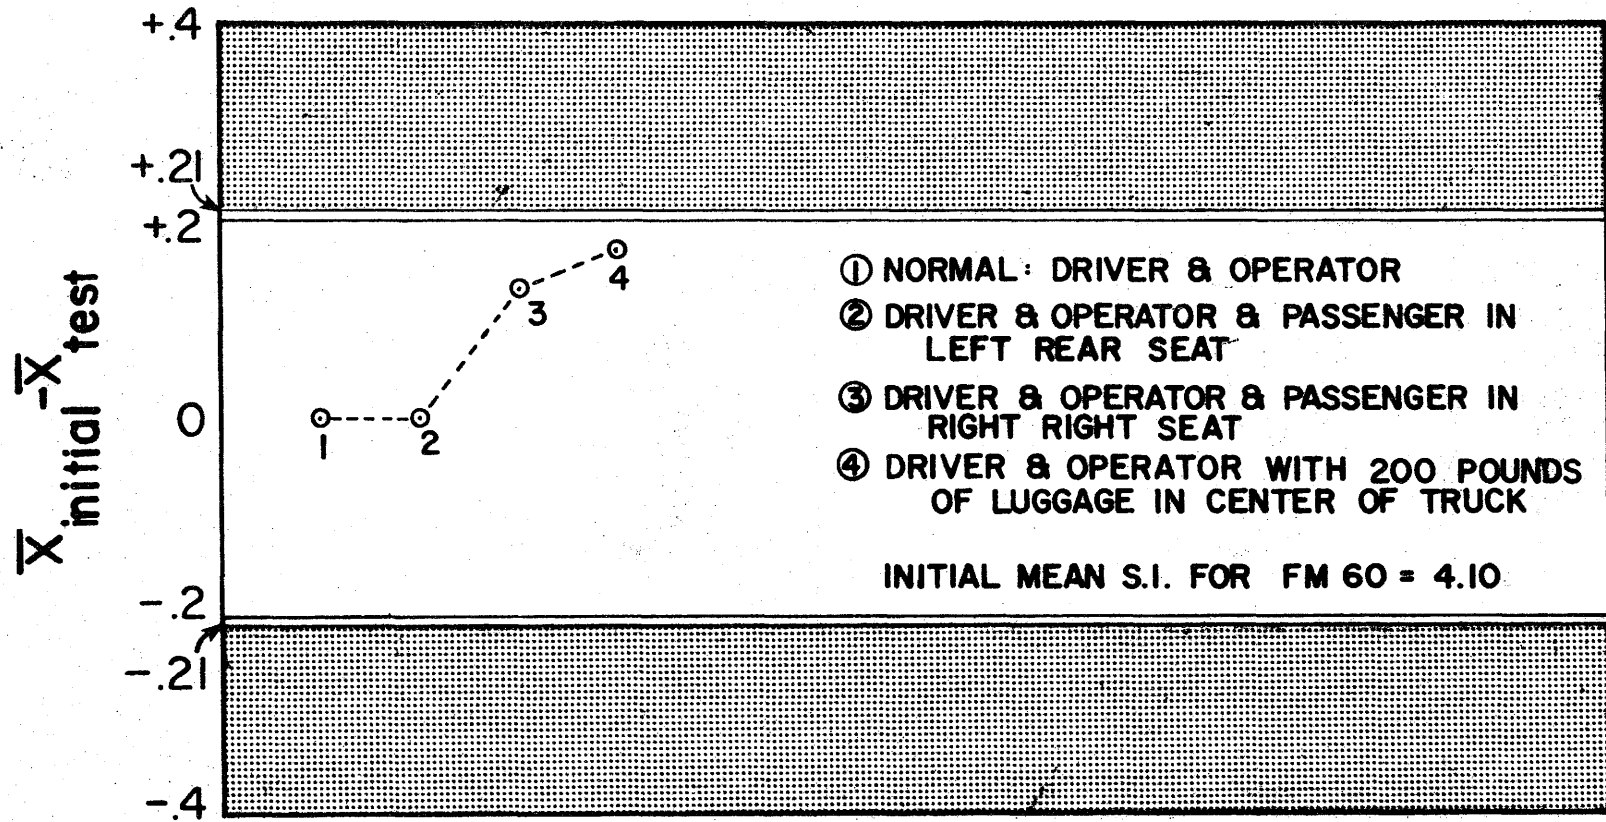 +.4
+.21
+.2
0
-.2
-.21
-.4
X̅initial -X̅test
1
2
3
4
① NORMAL: DRIVER & OPERATOR
② DRIVER & OPERATOR & PASSENGER IN
LEFT REAR SEAT
③ DRIVER & OPERATOR & PASSENGER IN
RIGHT RIGHT SEAT
④ DRIVER & OPERATOR WITH 200 POUNDS
OF LUGGAGE IN CENTER OF TRUCK
INITIAL MEAN S.I. FOR FM 60 = 4.10